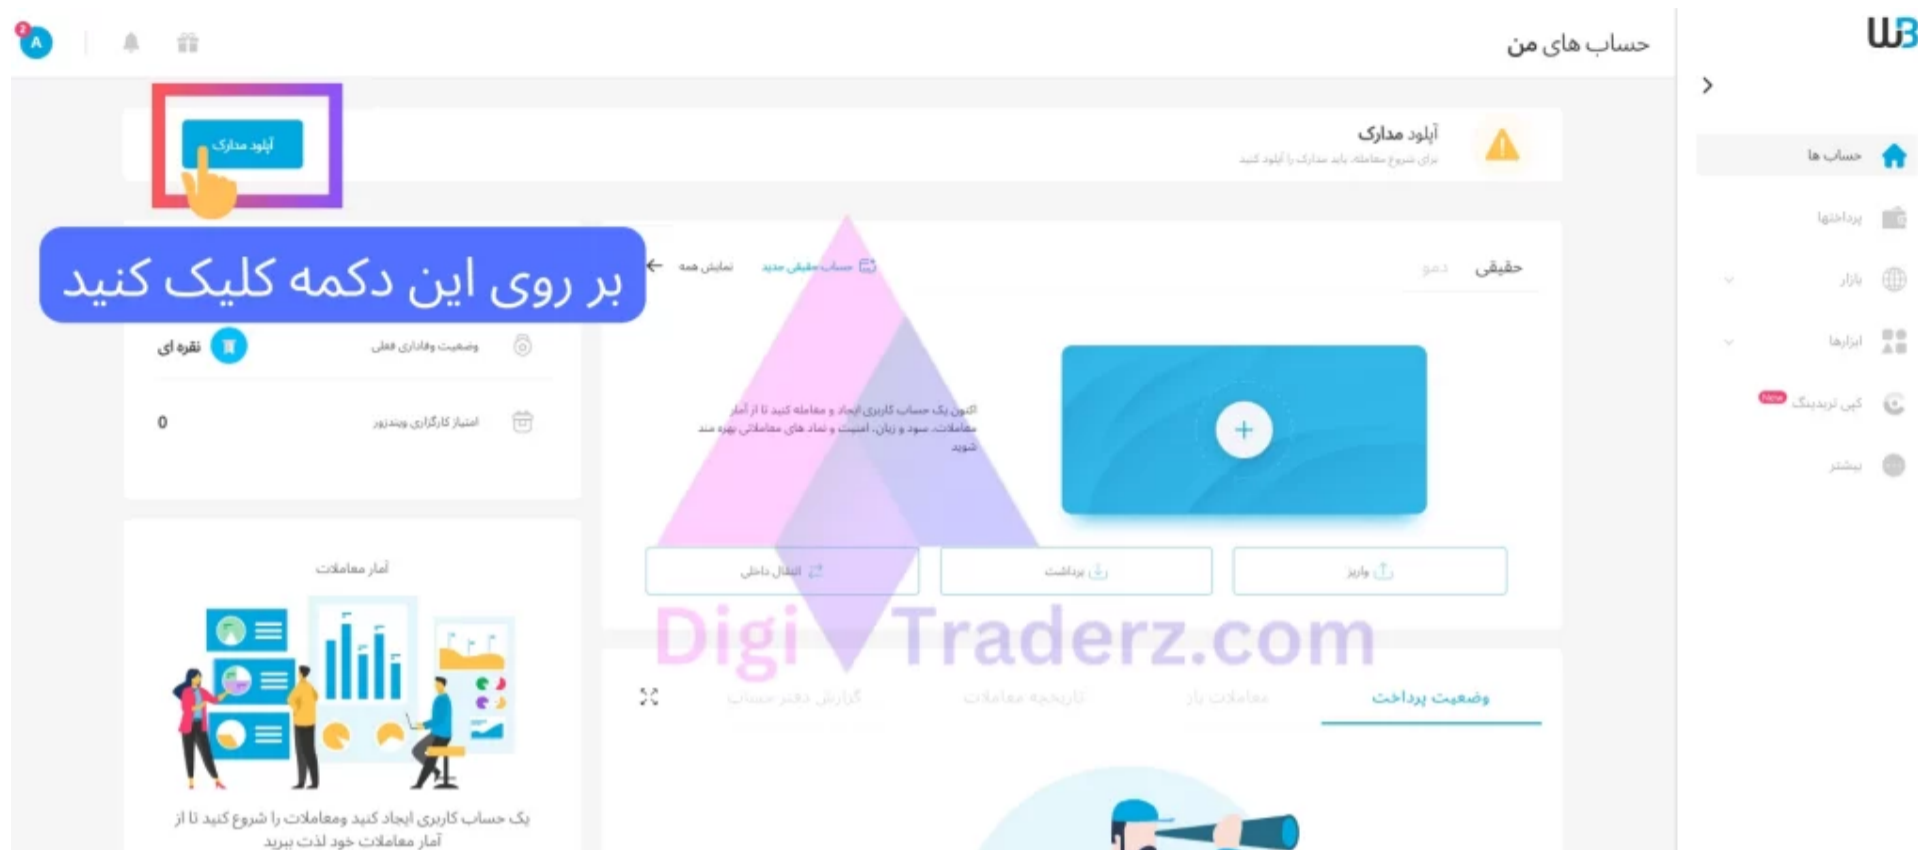 WB
حساب های من
2
A
حساب ها
پرداختها
بازار
ابزارها
کپی تریدینگ New
بیشتر
آپلود مدارک
برای شروع معامله، باید مدارک را آپلود کنید
آپلود مدارک
بر روی این دکمه کلیک کنید
حقیقی دمو
حساب حقیقی جدید نمایش همه
اکنون یک حساب کاربری ایجاد و معامله کنید تا از آمار
معاملات، سود و زیان، امنیت و نماد های معاملاتی بهره مند
شوید
واریز
برداشت
انتقال داخلی
وضعیت وفاداری فعلی نقره ای
امتیاز کارگزاری ویندزور 0
Digi Traderz.com
وضعیت پرداخت
معاملات باز
تاریخچه معاملات
گزارش دفتر حساب
آمار معاملات
یک حساب کاربری ایجاد کنید ومعاملات را شروع کنید تا از
آمار معاملات خود لذت ببرید